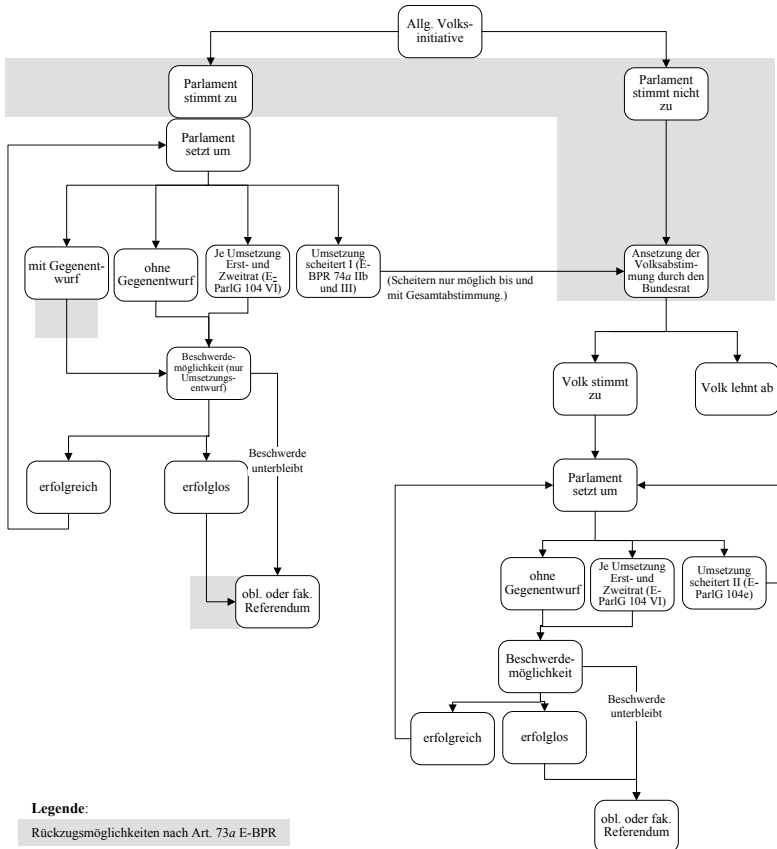 Allg. Volks-
initiative
Parlament
stimmt zu
Parlament
stimmt nicht
zu
Parlament
setzt um
mit Gegenent-
wurf
ohne
Gegenentwurf
Je Umsetzung
Erst- und
Zweitrat (E-
ParlG 104 VI)
Umsetzung
scheitert I (E-
BPR 74a IIb
und III)
(Scheitern nur möglich bis und
mit Gesamtabstimmung.)
Ansetzung der
Volksabstim-
mung durch den
Bundesrat
Beschwerde-
möglichkeit (nur
Umsetzungs-
entwurf)
Volk stimmt
zu
Volk lehnt ab
Beschwerde
unterbleibt
erfolgreich
erfolglos
Parlament
setzt um
obl. oder fak.
Referendum
ohne
Gegenentwurf
Je Umsetzung
Erst- und
Zweitrat (E-
ParlG 104 VI)
Umsetzung
scheitert II (E-
ParlG 104e)
Beschwerde-
möglichkeit
Beschwerde
unterbleibt
erfolgreich
erfolglos
obl. oder fak.
Referendum
Legende:
Rückzugsmöglichkeiten nach Art. 73a E-BPR